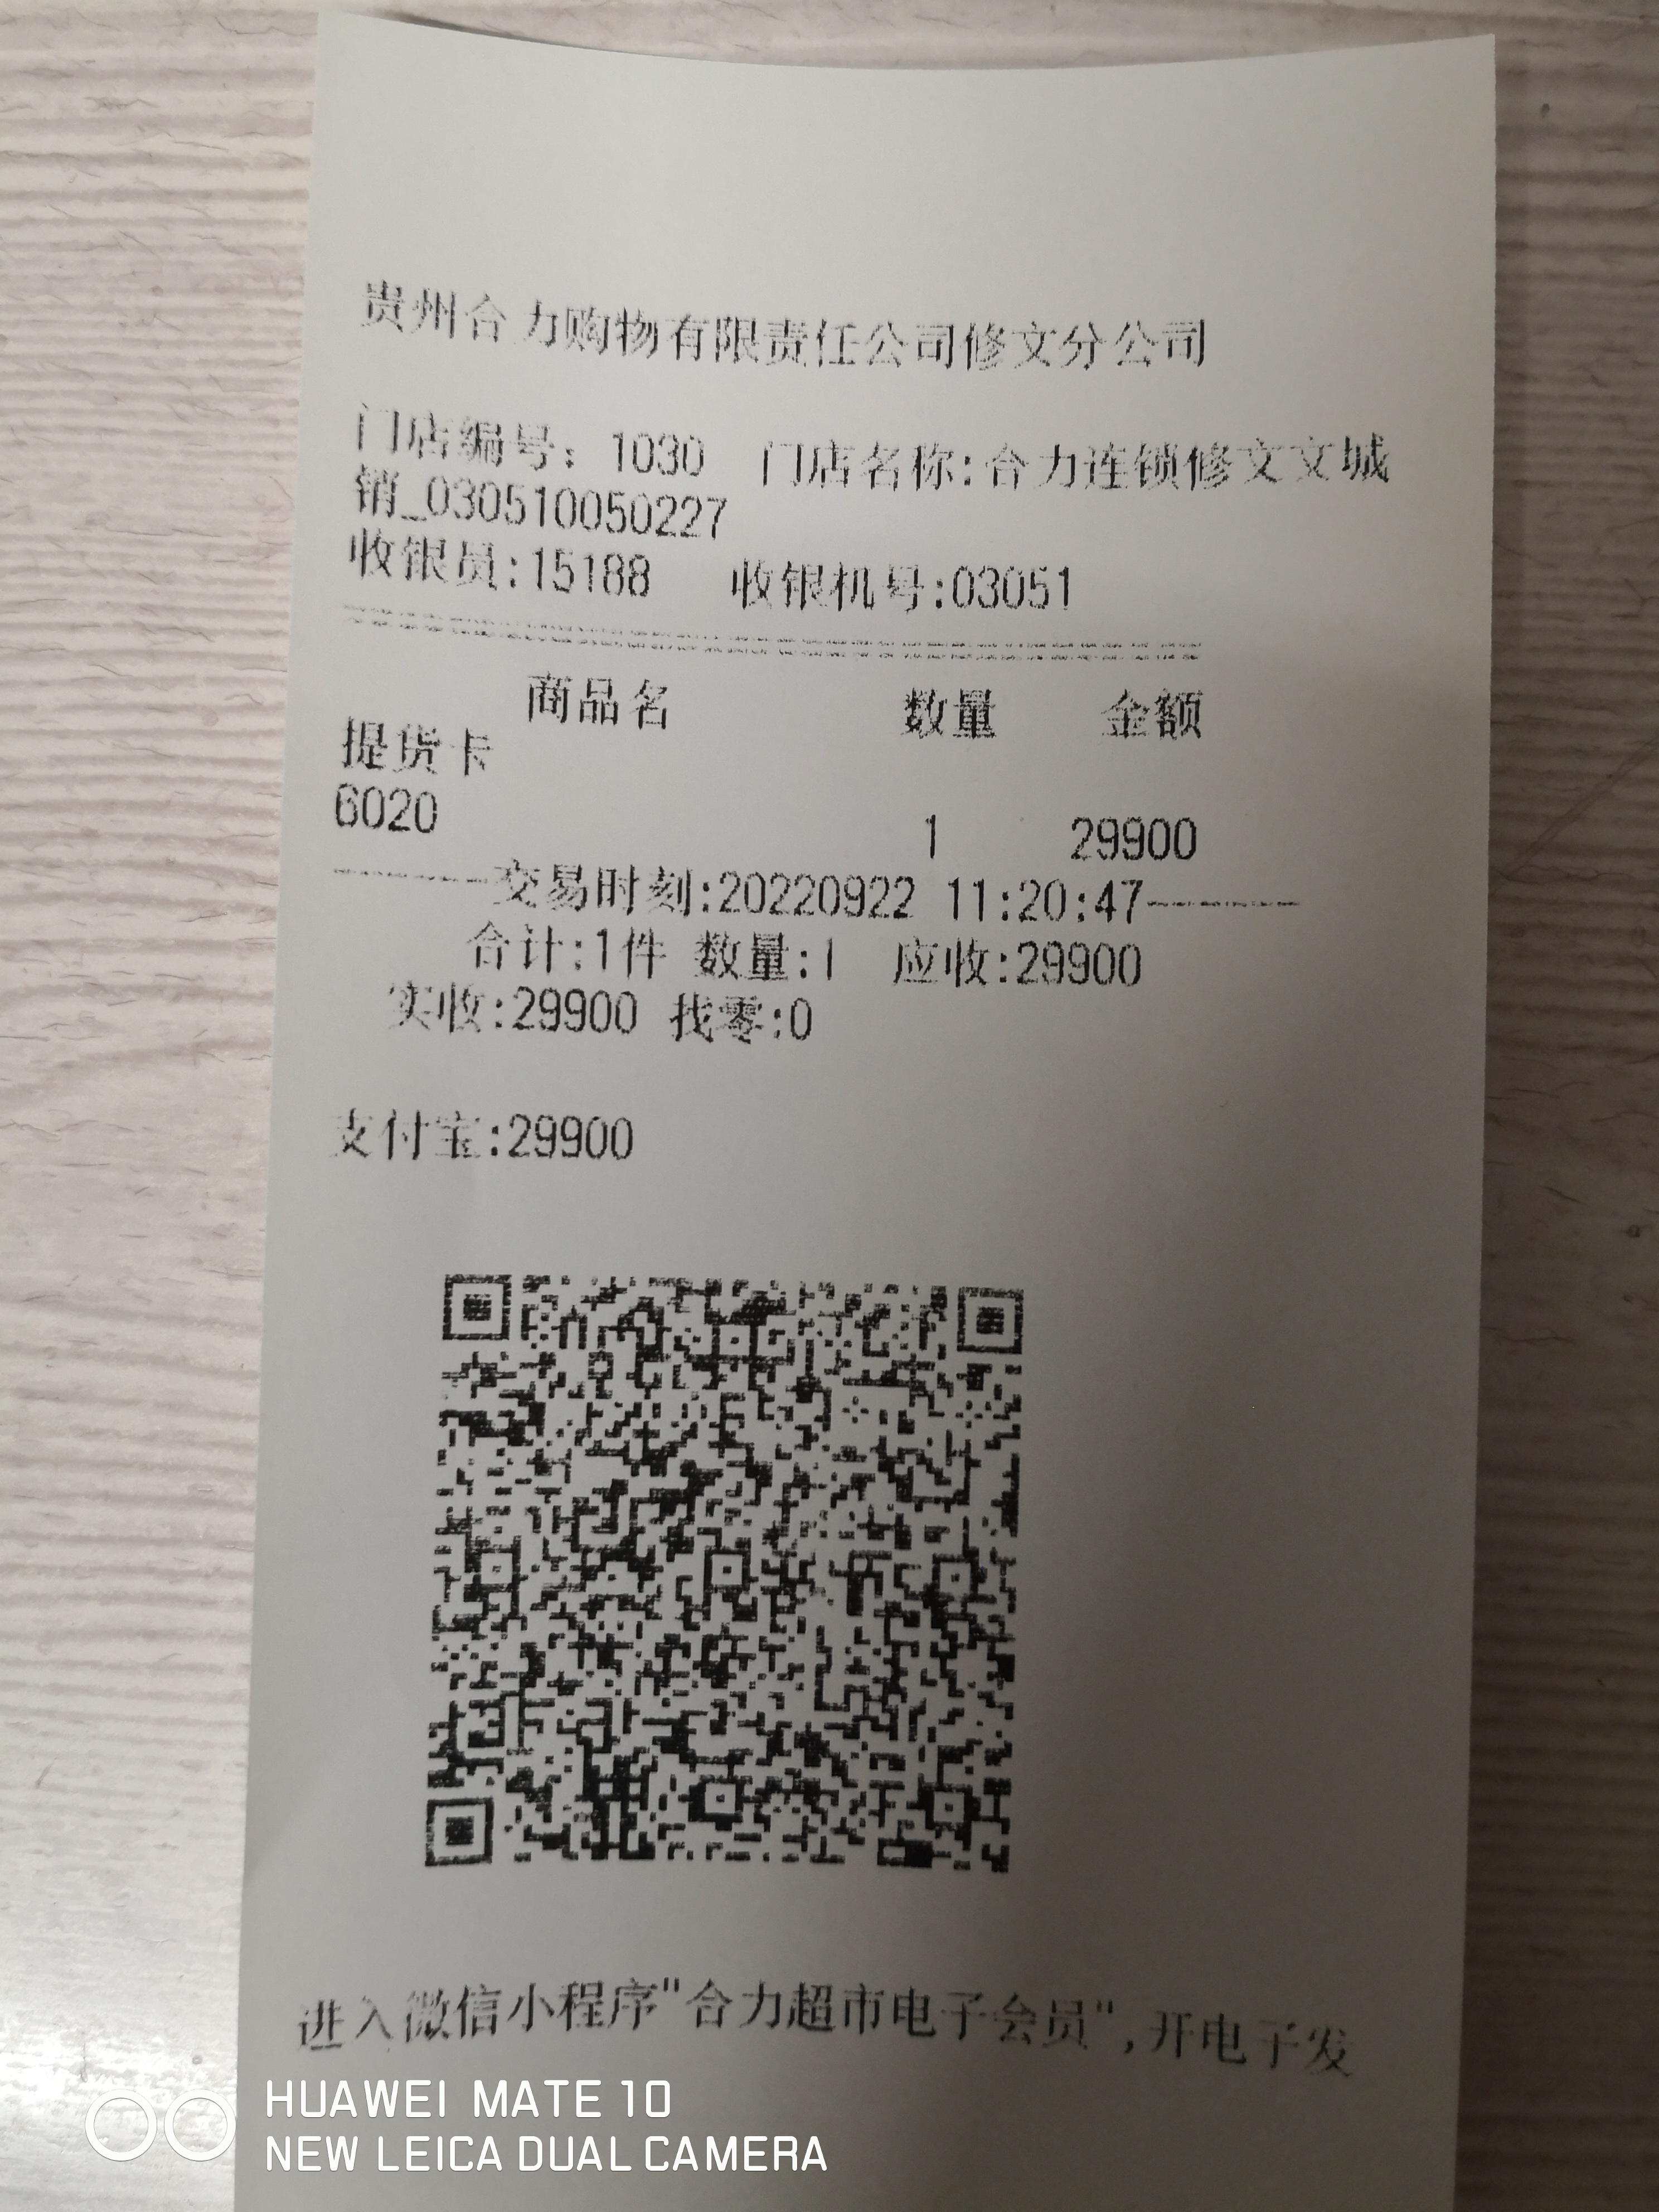 贵州合力购物有限责任公司修文分公司
门店编号：1030 门店名称:合力连锁修文文城
销_030510050227
收银员:15188 收银机号:03051
商品名 数量 金额
提货卡
6020 1 29900
----------交易时刻:20220922 11:20:47----------
合计:1件 数量:1 应收:29900
实收:29900 找零:0
支付宝:29900
进入微信小程序"合力超市电子会员",开电子发
HUAWEI MATE 10
NEW LEICA DUAL CAMERA